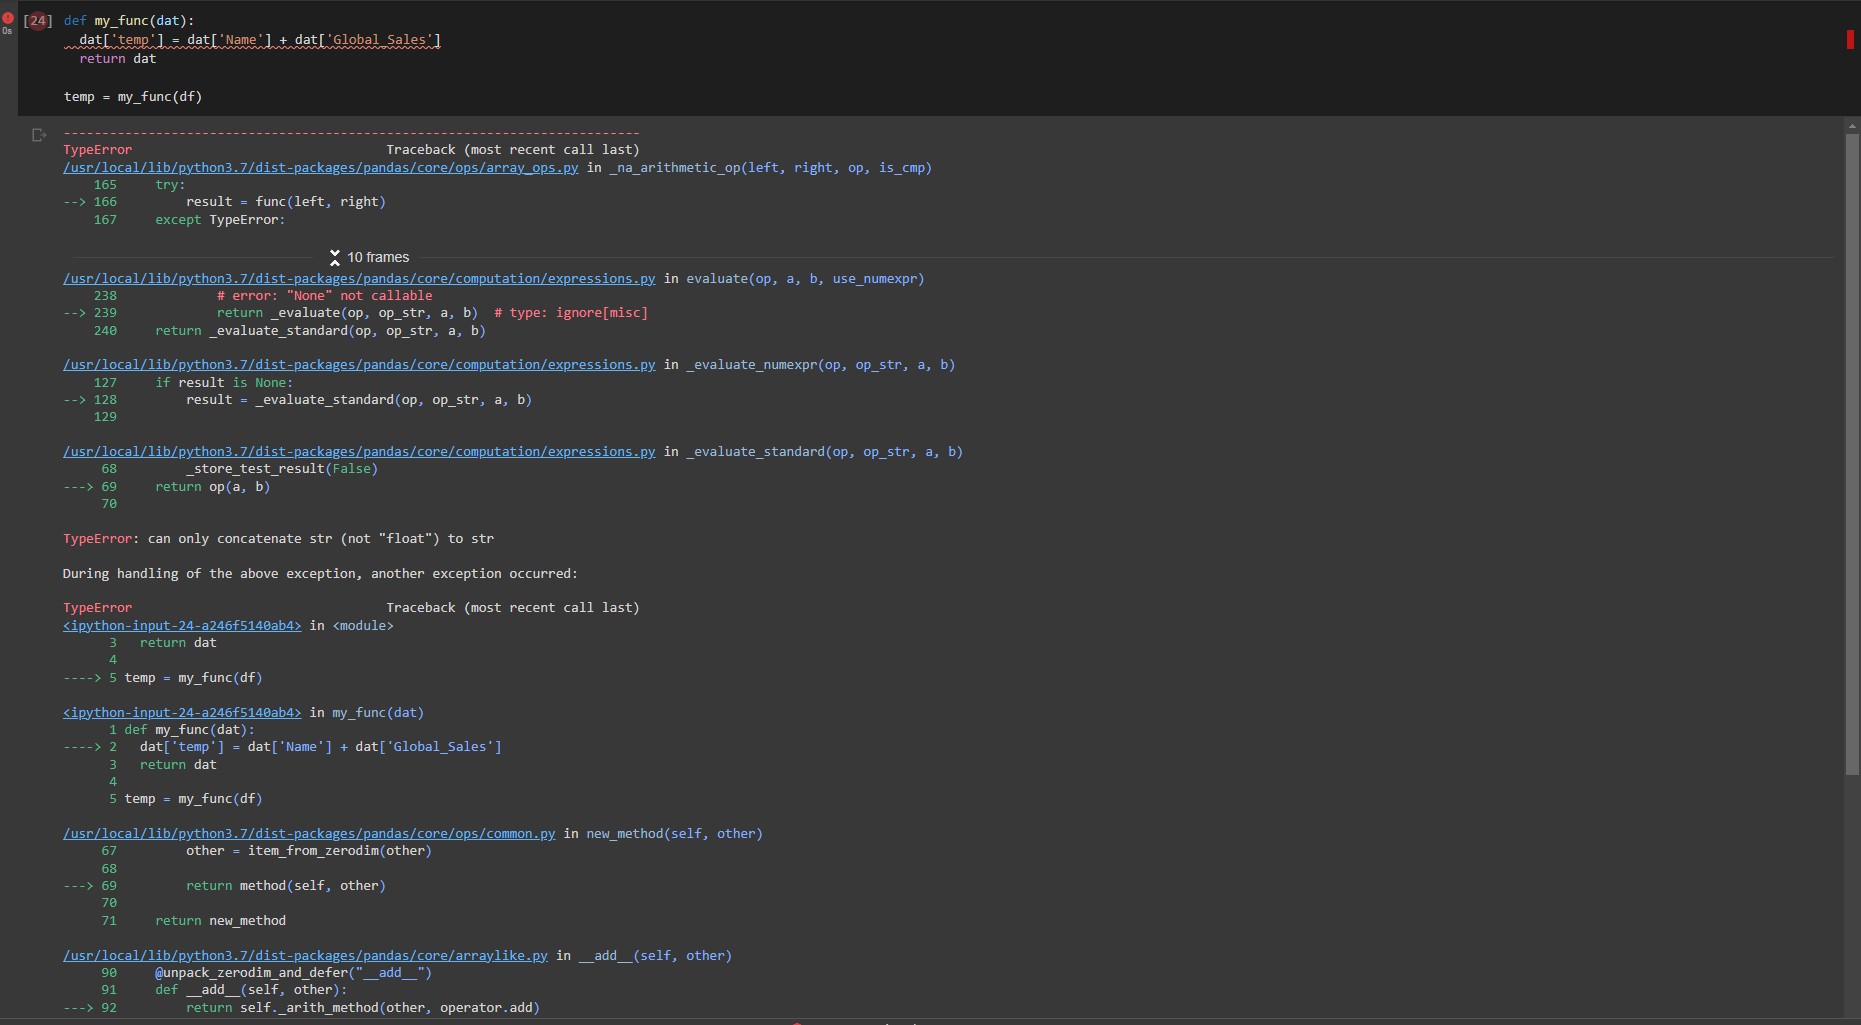 0s
[24] def my_func(dat):
  dat['temp'] = dat['Name'] + dat['Global_Sales']
  return dat
temp = my_func(df)
---------------------------------------------------------------------------
TypeError                                 Traceback (most recent call last)
/usr/local/lib/python3.7/dist-packages/pandas/core/ops/array_ops.py in _na_arithmetic_op(left, right, op, is_cmp)
    165     try:
--> 166         result = func(left, right)
    167     except TypeError:
10 frames
/usr/local/lib/python3.7/dist-packages/pandas/core/computation/expressions.py in evaluate(op, a, b, use_numexpr)
    238             # error: "None" not callable
--> 239             return _evaluate(op, op_str, a, b)  # type: ignore[misc]
    240     return _evaluate_standard(op, op_str, a, b)
/usr/local/lib/python3.7/dist-packages/pandas/core/computation/expressions.py in _evaluate_numexpr(op, op_str, a, b)
    127     if result is None:
--> 128         result = _evaluate_standard(op, op_str, a, b)
    129
/usr/local/lib/python3.7/dist-packages/pandas/core/computation/expressions.py in _evaluate_standard(op, op_str, a, b)
     68         _store_test_result(False)
---> 69     return op(a, b)
     70
TypeError: can only concatenate str (not "float") to str
During handling of the above exception, another exception occurred:
TypeError                                 Traceback (most recent call last)
<ipython-input-24-a246f5140ab4> in <module>
      3   return dat
      4
----> 5 temp = my_func(df)
<ipython-input-24-a246f5140ab4> in my_func(dat)
      1 def my_func(dat):
----> 2   dat['temp'] = dat['Name'] + dat['Global_Sales']
      3   return dat
      4
      5 temp = my_func(df)
/usr/local/lib/python3.7/dist-packages/pandas/core/ops/common.py in new_method(self, other)
     67         other = item_from_zerodim(other)
     68
---> 69         return method(self, other)
     70
     71     return new_method
/usr/local/lib/python3.7/dist-packages/pandas/core/arraylike.py in __add__(self, other)
     90     @unpack_zerodim_and_defer("__add__")
     91     def __add__(self, other):
---> 92         return self._arith_method(other, operator.add)